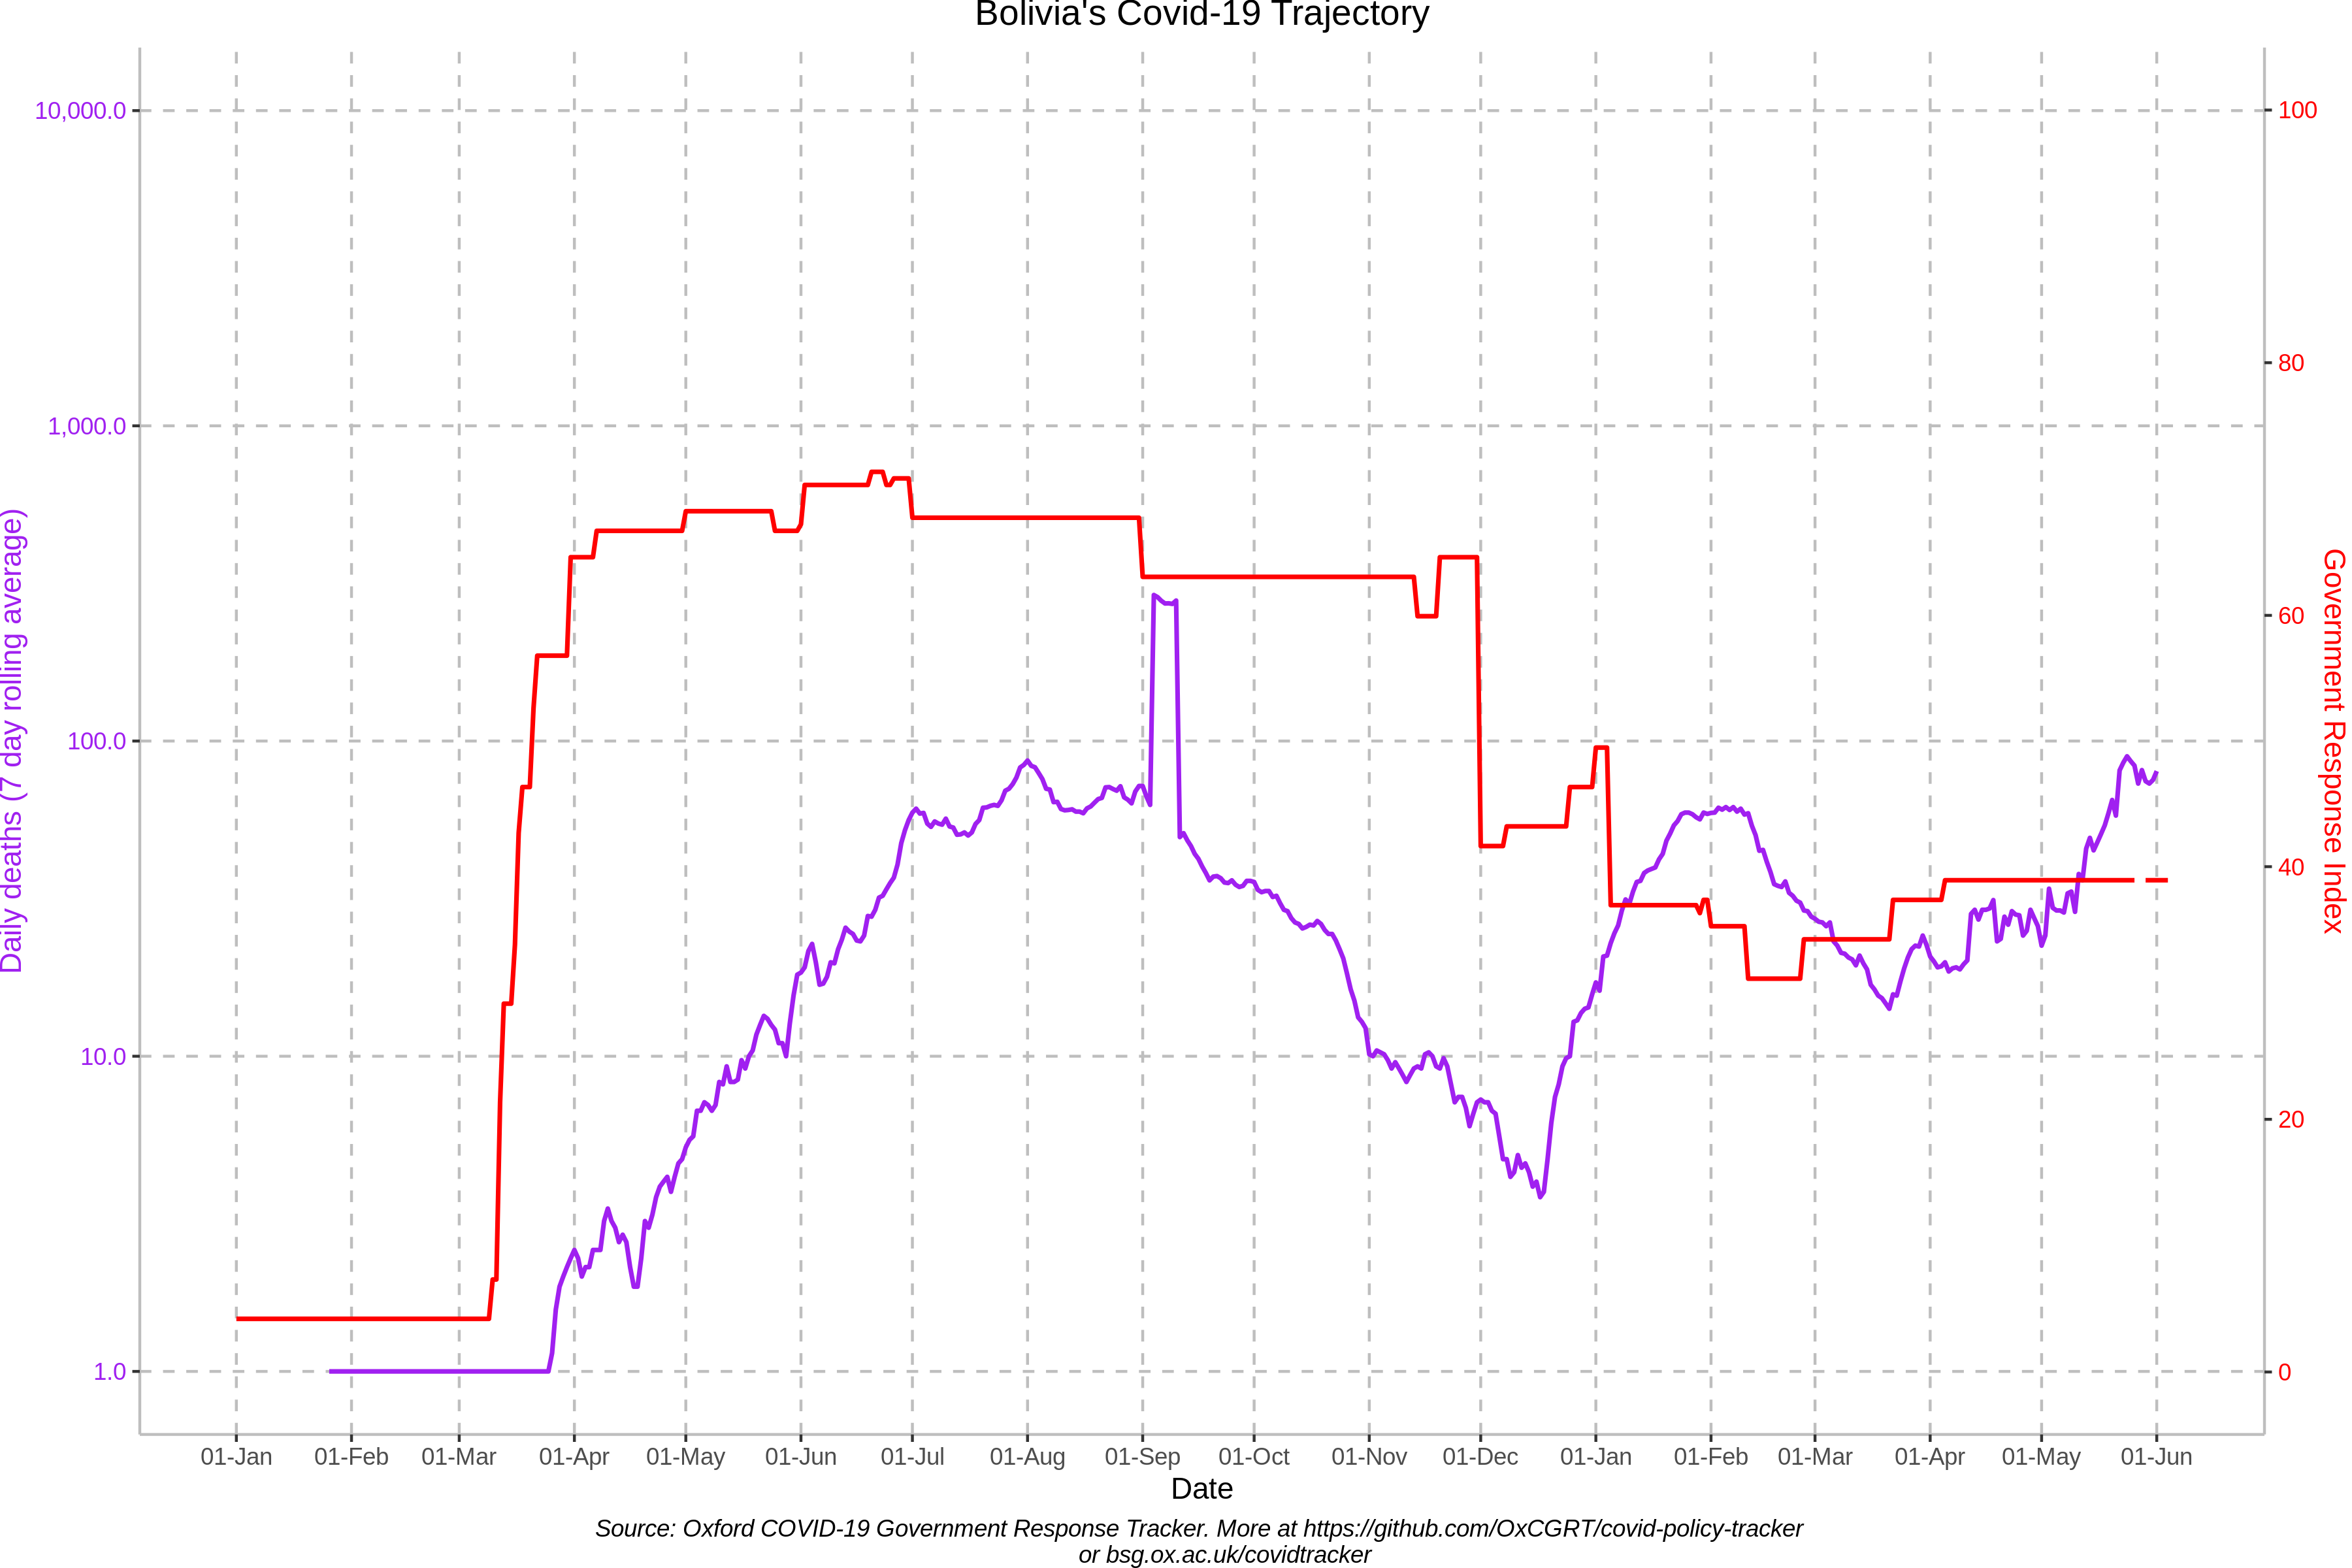 Bolivia's Covid-19 Trajectory
10,000.0
1,000.0
100.0
10.0
1.0
Daily deaths (7 day rolling average)
100
80
60
40
20
0
Government Response Index
01-Jan 01-Feb 01-Mar 01-Apr 01-May 01-Jun 01-Jul 01-Aug 01-Sep 01-Oct 01-Nov 01-Dec 01-Jan 01-Feb 01-Mar 01-Apr 01-May 01-Jun
Date
Source: Oxford COVID-19 Government Response Tracker. More at https://github.com/OxCGRT/covid-policy-tracker
or bsg.ox.ac.uk/covidtracker